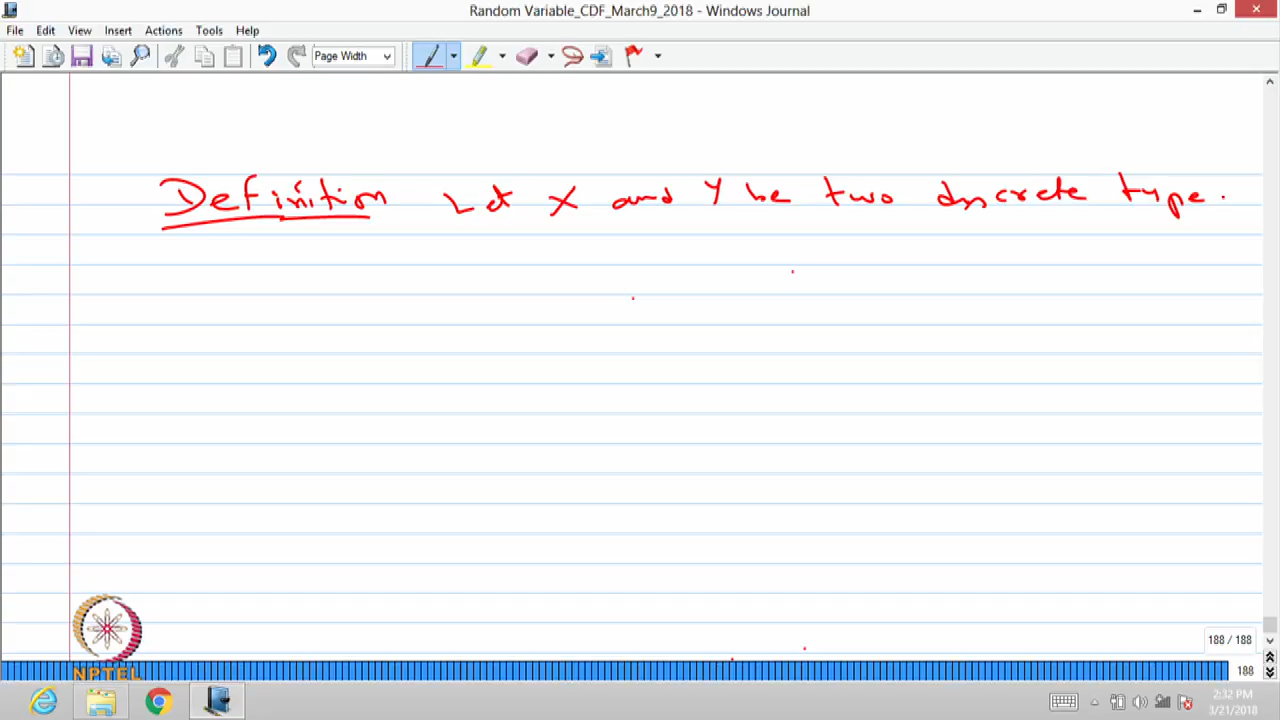 Random Variable_CDF_March9_2018 - Windows Journal
File Edit View Insert Actions Tools Help
Page Width
Definition Let X and Y be two discrete type.
188 / 188
188
NPTEL
2:32 PM
3/21/2018